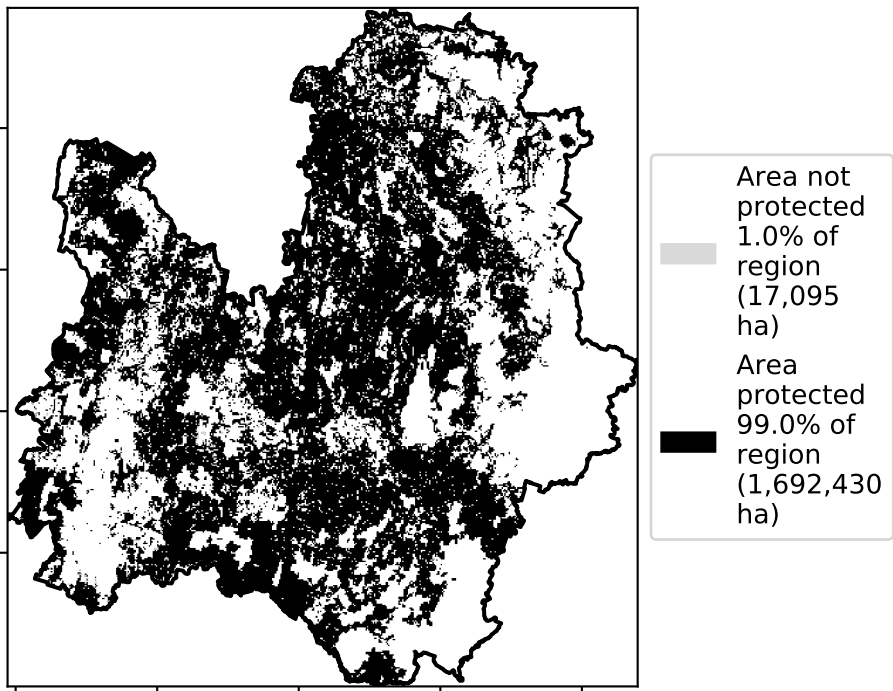 Area not
protected
1.0% of
region
(17,095
ha)
Area
protected
99.0% of
region
(1,692,430
ha)